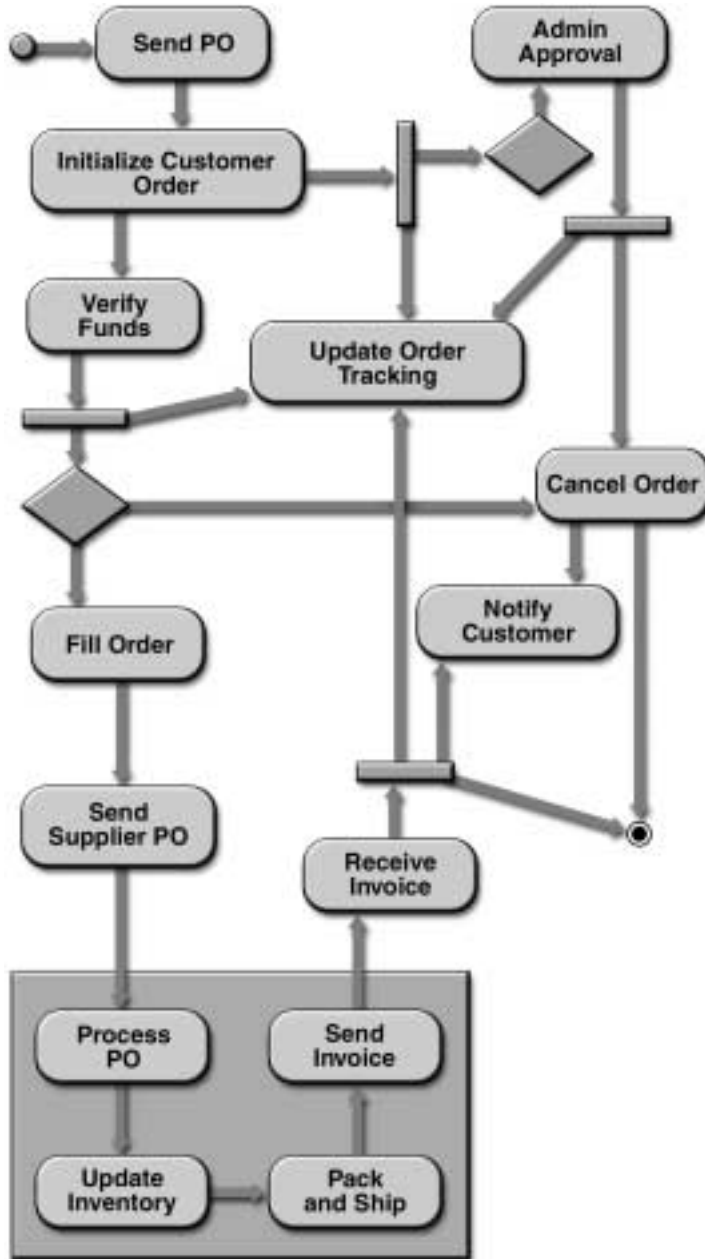 Send PO
Admin
Approval
Initialize Customer
Order
Verify
Funds
Update Order
Tracking
Cancel Order
Notify
Customer
Fill Order
Send
Supplier PO
Receive
Invoice
Process
PO
Send
Invoice
Update
Inventory
Pack
and Ship